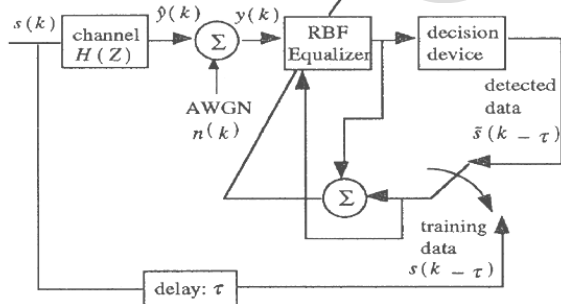 s(k)
channel
H(Z)
ŷ(k)
Σ
y(k)
RBF
Equalizer
decision
device
AWGN
n(k)
detected
data
s̃(k − τ)
Σ
training
data
s(k − τ)
delay: τ